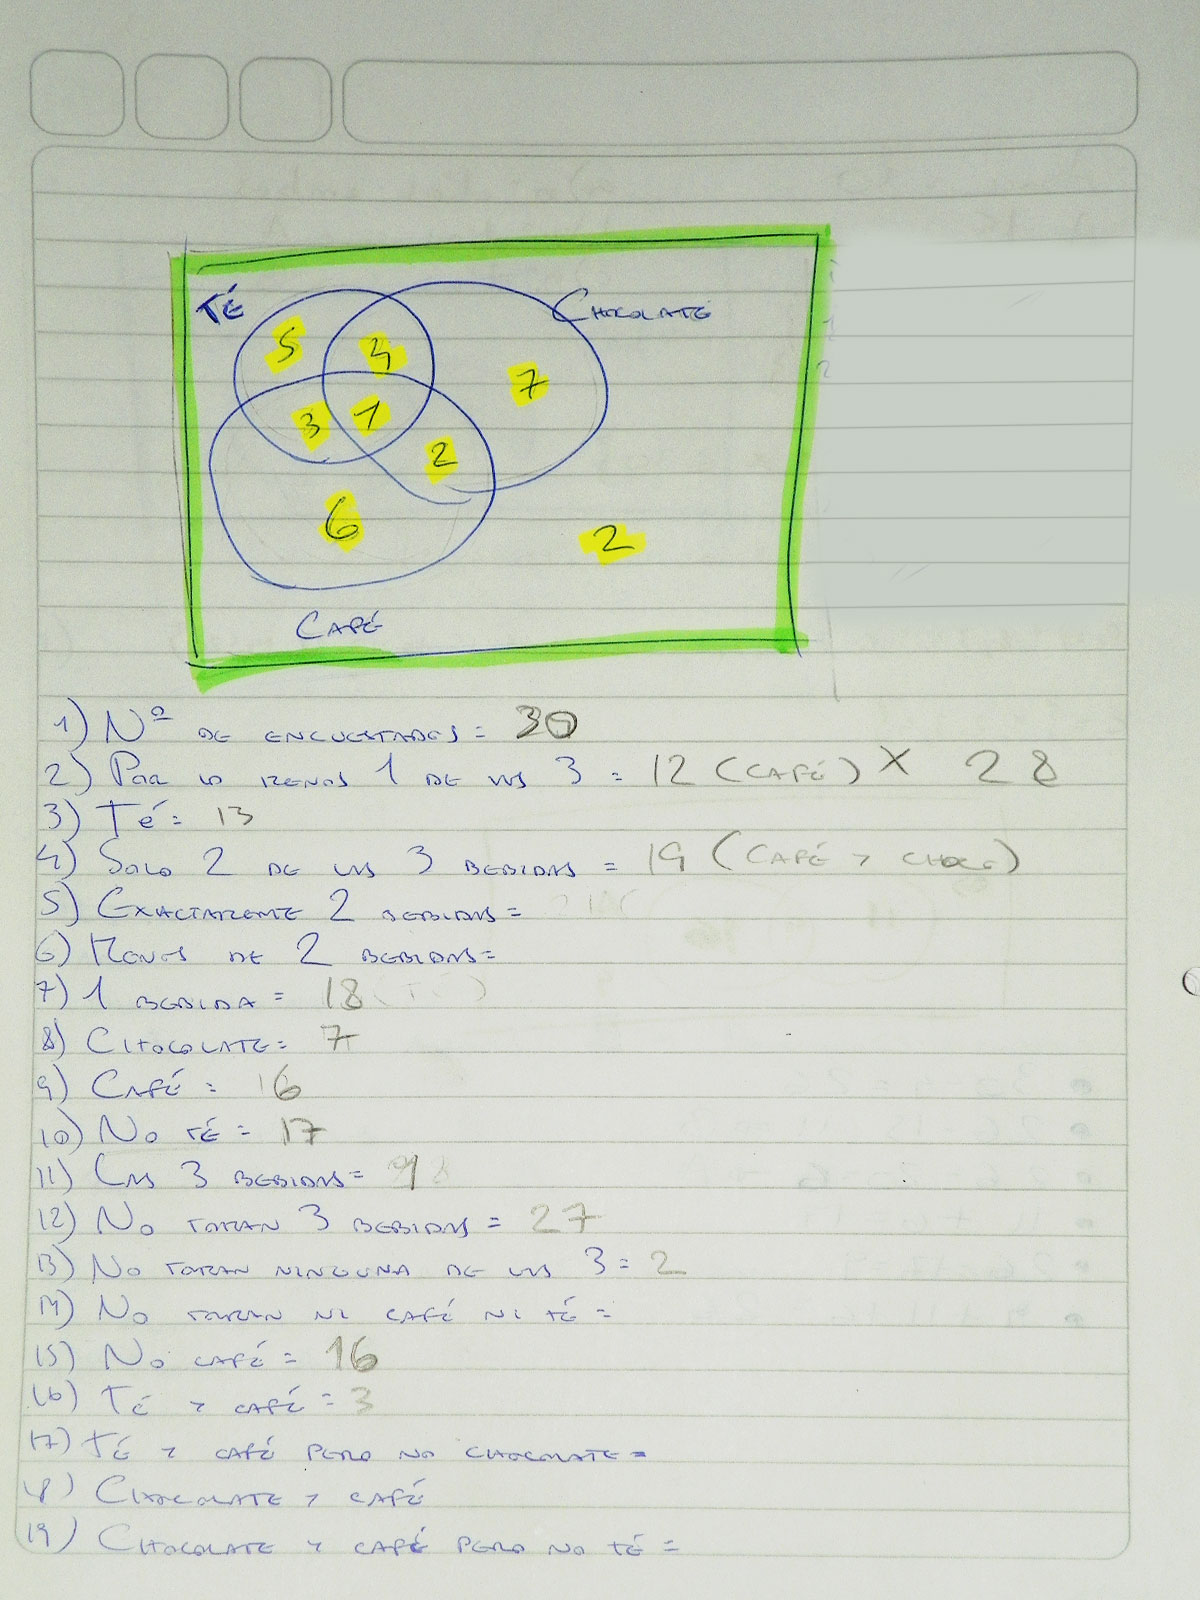 TÉ
CHOCOLATE
5
4
7
3
1
2
6
2
CAFÉ
1) Nº DE ENCUESTADOS = 30
2) POR LO MENOS 1 DE LAS 3 = 12 (CAFÉ) X 28
3) TÉ = 13
4) SOLO 2 DE LAS 3 BEBIDAS = 19 (CAFÉ Y CHOCO)
5) EXACTAMENTE 2 BEBIDAS =
6) MENOS DE 2 BEBIDAS =
7) 1 BEBIDA = 18
8) CHOCOLATE = 7
9) CAFÉ = 16
10) NO TÉ = 17
11) LAS 3 BEBIDAS =
12) NO TOMAN 3 BEBIDAS = 27
13) NO TOMAN NINGUNA DE LAS 3 = 2
14) NO TOMAN NI CAFÉ NI TÉ =
15) NO CAFÉ = 16
16) TÉ Y CAFÉ = 3
17) TÉ Y CAFÉ PERO NO CHOCOLATE =
18) CHOCOLATE Y CAFÉ
19) CHOCOLATE Y CAFÉ PERO NO TÉ =